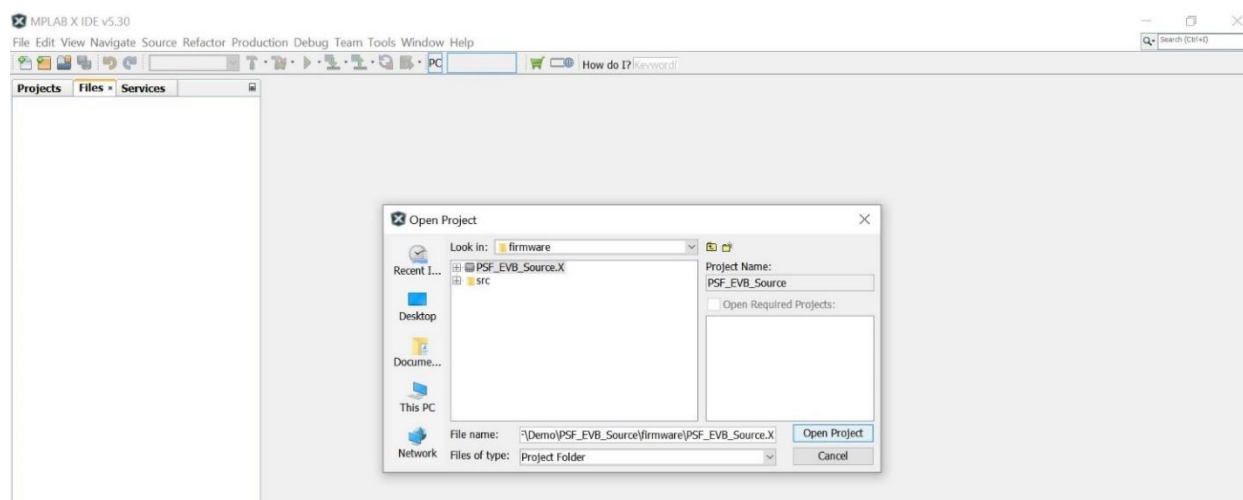 MPLAB X IDE v5.30
File Edit View Navigate Source Refactor Production Debug Team Tools Window Help
Search (Ctrl+I)
PC
How do I? Keyword(
Projects Files × Services
Open Project
Look in: firmware
Recent I...
PSF_EVB_Source.X
src
Project Name:
PSF_EVB_Source
Open Required Projects:
Desktop
Docume...
This PC
Network
File name: \Demo\PSF_EVB_Source\firmware\PSF_EVB_Source.X
Open Project
Files of type: Project Folder
Cancel